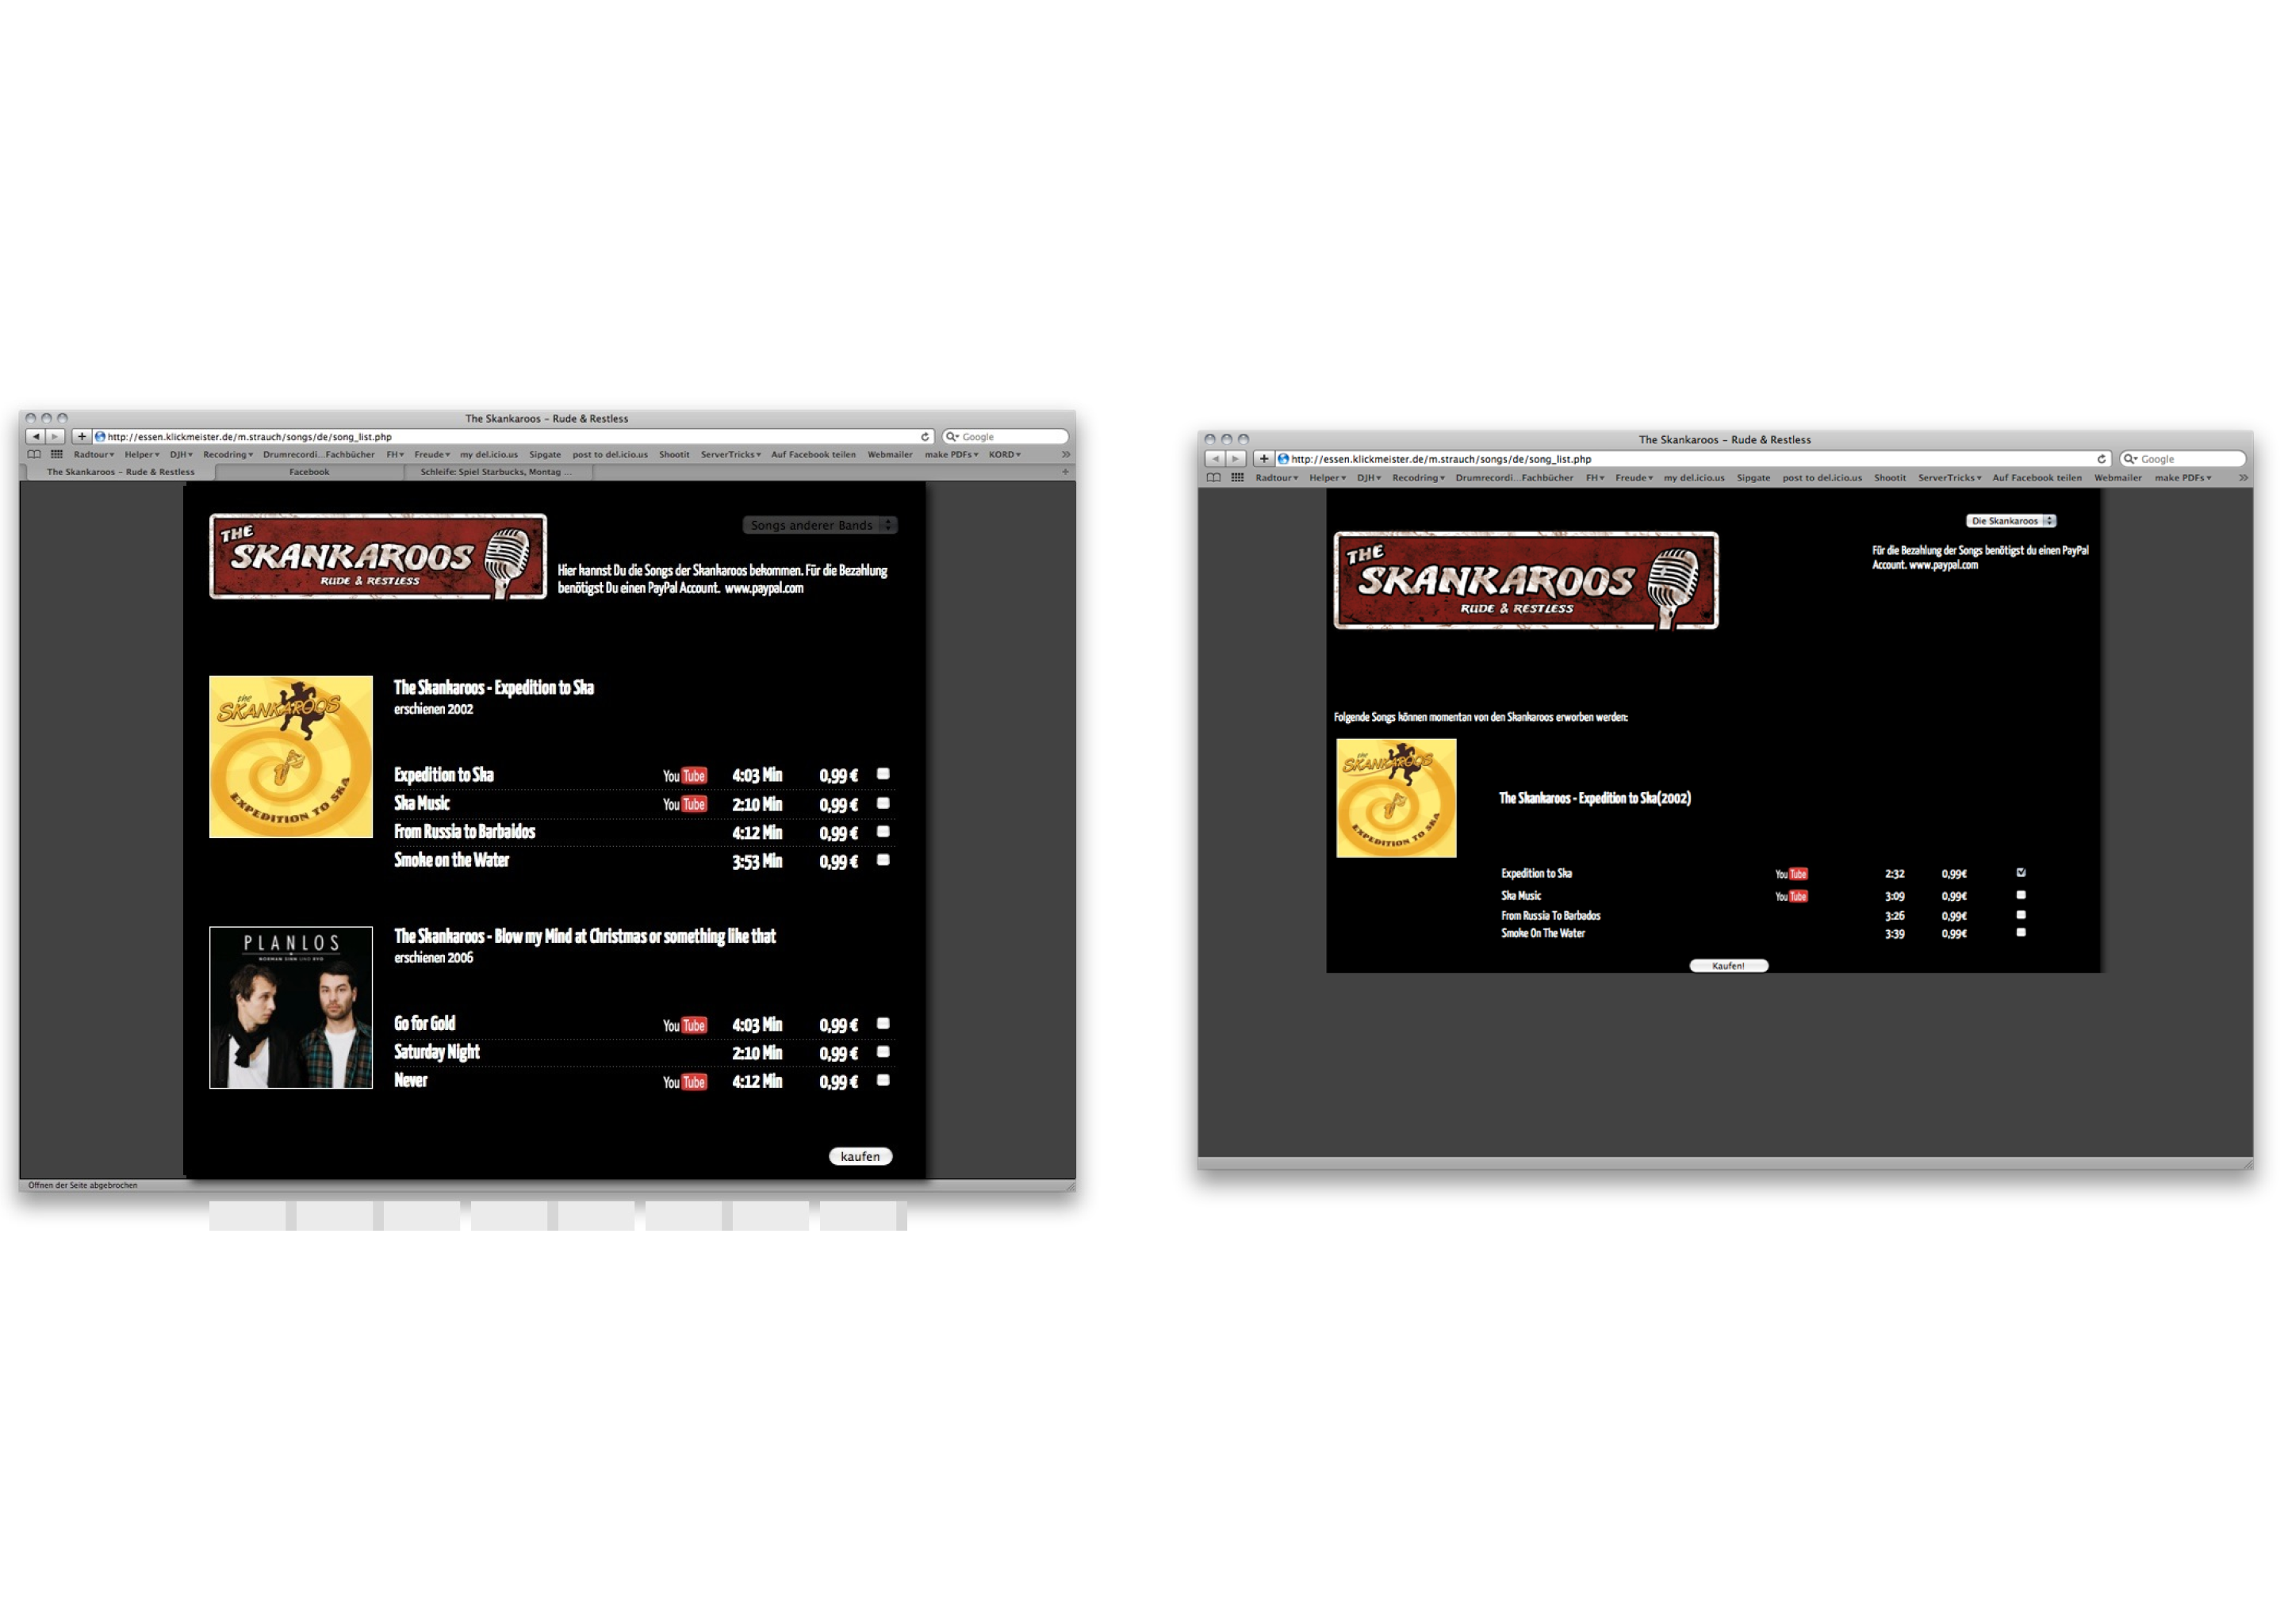 The Skankaroos – Rude & Restless
http://essen.klickmeister.de/m.strauch/songs/de/song_list.php
Google
Radtour Helper DJH Recodring Drumrecordi...Fachbücher FH Freude my del.icio.us Sipgate post to del.icio.us Shootit ServerTricks Auf Facebook teilen Webmailer make PDFs KORD
The Skankaroos – Rude & Restless Facebook Schleife: Spiel Starbucks, Montag ...
Songs anderer Bands
THE
SKANKAROOS
RUDE & RESTLESS
Hier kannst Du die Songs der Skankaroos bekommen. Für die Bezahlung
benötigst Du einen PayPal Account. www.paypal.com
the
SKANKAROOS
EXPEDITION TO SKA
The Skankaroos - Expedition to Ska
erschienen 2002
Expedition to Ska YouTube 4:03 Min 0,99 €
Ska Music YouTube 2:10 Min 0,99 €
From Russia to Barbaidos 4:12 Min 0,99 €
Smoke on the Water 3:53 Min 0,99 €
PLANLOS
NORMAN SINN UND RYO
The Skankaroos - Blow my Mind at Christmas or something like that
erschienen 2006
Go for Gold YouTube 4:03 Min 0,99 €
Saturday Night 2:10 Min 0,99 €
Never YouTube 4:12 Min 0,99 €
kaufen
Öffnen der Seite abgebrochen
The Skankaroos – Rude & Restless
http://essen.klickmeister.de/m.strauch/songs/de/song_list.php
Google
Radtour Helper DJH Recodring Drumrecordi...Fachbücher FH Freude my del.icio.us Sipgate post to del.icio.us Shootit ServerTricks Auf Facebook teilen Webmailer make PDFs
Die Skankaroos
THE
SKANKAROOS
RUDE & RESTLESS
Für die Bezahlung der Songs benötigst du einen PayPal
Account. www.paypal.com
Folgende Songs können momentan von den Skankaroos erworben werden:
the
SKANKAROOS
EXPEDITION TO SKA
The Skankaroos - Expedition to Ska(2002)
Expedition to Ska YouTube 2:32 0,99€
Ska Music YouTube 3:09 0,99€
From Russia To Barbados 3:26 0,99€
Smoke On The Water 3:39 0,99€
Kaufen!